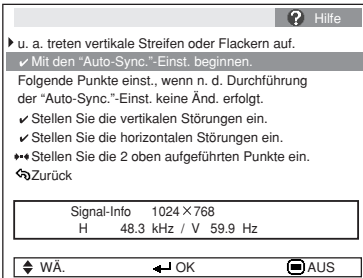 Hilfe
u. a. treten vertikale Streifen oder Flackern auf.
Mit den “Auto-Sync.”-Einst. beginnen.
Folgende Punkte einst., wenn n. d. Durchführung
der “Auto-Sync.”-Einst. keine Änd. erfolgt.
Stellen Sie die vertikalen Störungen ein.
Stellen Sie die horizontalen Störungen ein.
Stellen Sie die 2 oben aufgeführten Punkte ein.
Zurück
Signal-Info 1024×768
H 48.3 kHz / V 59.9 Hz
WÄ. OK AUS